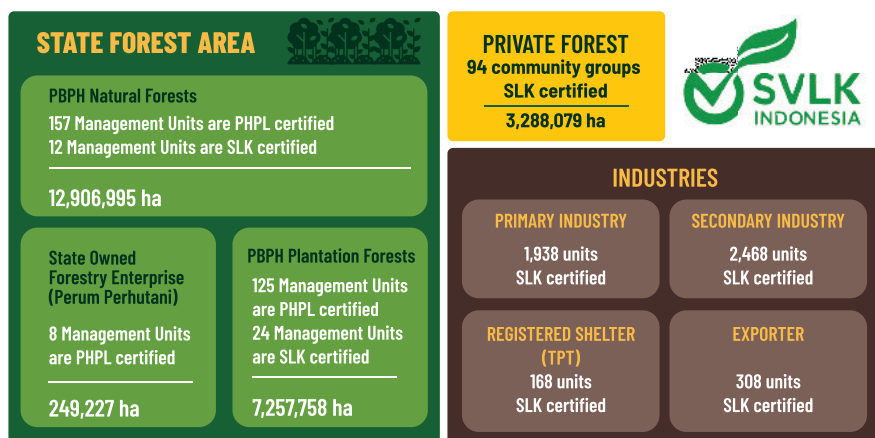 STATE FOREST AREA
PBPH Natural Forests
157 Management Units are PHPL certified
12 Management Units are SLK certified
12,906,995 ha
State Owned
Forestry Enterprise
(Perum Perhutani)
8 Management Units
are PHPL certified
249,227 ha
PBPH Plantation Forests
125 Management Units
are PHPL certified
24 Management Units
are SLK certified
7,257,758 ha
PRIVATE FOREST
94 community groups
SLK certified
3,288,079 ha
SVLK
INDONESIA
INDUSTRIES
PRIMARY INDUSTRY
1,938 units
SLK certified
SECONDARY INDUSTRY
2,468 units
SLK certified
REGISTERED SHELTER
(TPT)
168 units
SLK certified
EXPORTER
308 units
SLK certified